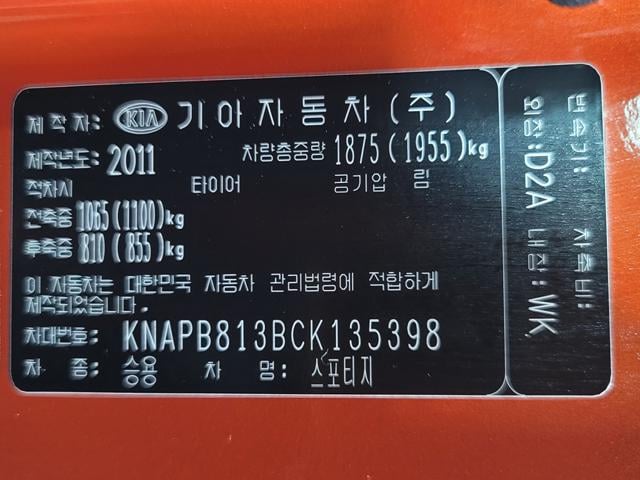 제 작 자: KIA 기아자동차(주)
제작년도: 2011 차량총중량 1875(1955)kg
적차시 타이어 공기압 림
전축중 1065(1100)kg
후축중 810(855)kg
이 자동차는 대한민국 자동차 관리법령에 적합하게
제작되었습니다.
차대번호: KNAPB813BCK135398
차 종: 승용 차 명: 스포티지
변속기: 차축비:
외장:D2A 내장:WK